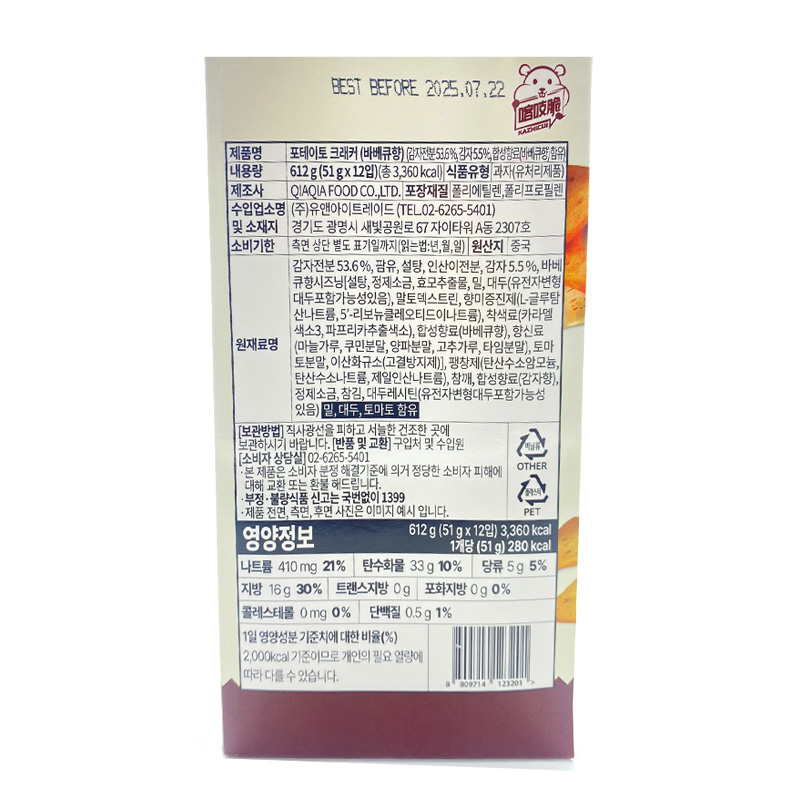 BEST BEFORE 2025.07.22
喀吱脆
KAZHICUI
제품명 포테이토 크래커 (바베큐향) (감자전분 53.6%, 감자 5.5%, 합성향료(바베큐향) 함유)
내용량 612 g (51 g x 12입) (총 3,360 kcal) 식품유형 과자(유처리제품)
제조사 QIAQIA FOOD CO.,LTD. 포장재질 폴리에틸렌,폴리프로필렌
수입업소명 (주)유앤아이트레이드 (TEL.02-6265-5401)
및 소재지 경기도 광명시 새빛공원로 67 자이타워 A동 2307호
소비기한 측면 상단 별도 표기일까지(읽는법:년,월,일) 원산지 중국
원재료명
감자전분 53.6 %, 팜유, 설탕, 인산이전분, 감자 5.5 %, 바베
큐향시즈닝[설탕, 정제소금, 효모추출물, 밀, 대두(유전자변형
대두포함가능성있음), 말토덱스트린, 향미증진제(L-글루탐
산나트륨, 5'-리보뉴클레오티드이나트륨), 착색료(카라멜
색소3, 파프리카추출색소), 합성향료(바베큐향), 향신료
(마늘가루, 쿠민분말, 양파분말, 고추가루, 타임분말), 토마
토분말, 이산화규소(고결방지제)], 팽창제(탄산수소암모늄,
탄산수소나트륨, 제일인산나트륨), 참깨, 합성향료(감자향),
정제소금, 참김, 대두레시틴(유전자변형대두포함가능성
있음) 밀, 대두, 토마토 함유
[보관방법] 직사광선을 피하고 서늘한 건조한 곳에
보관하시기 바랍니다. [반품 및 교환] 구입처 및 수입원
[소비자 상담실] 02-6265-5401
·본 제품은 소비자 분쟁 해결기준에 의거 정당한 소비자 피해에
대해 교환 또는 환불 해드립니다.
·부정·불량식품 신고는 국번없이 1399
·제품 전면, 측면, 후면 사진은 이미지 예시 입니다.
비닐류
OTHER
플라스틱
PET
영양정보 612 g (51 g x 12입) 3,360 kcal
1개당 (51 g) 280 kcal
나트륨 410 mg 21% 탄수화물 33 g 10% 당류 5 g 5%
지방 16 g 30% 트랜스지방 0 g 포화지방 0 g 0%
콜레스테롤 0 mg 0% 단백질 0.5 g 1%
1일 영양성분 기준치에 대한 비율(%)
2,000kcal 기준이므로 개인의 필요 열량에
따라 다를 수 있습니다.
8 809714 123201 >